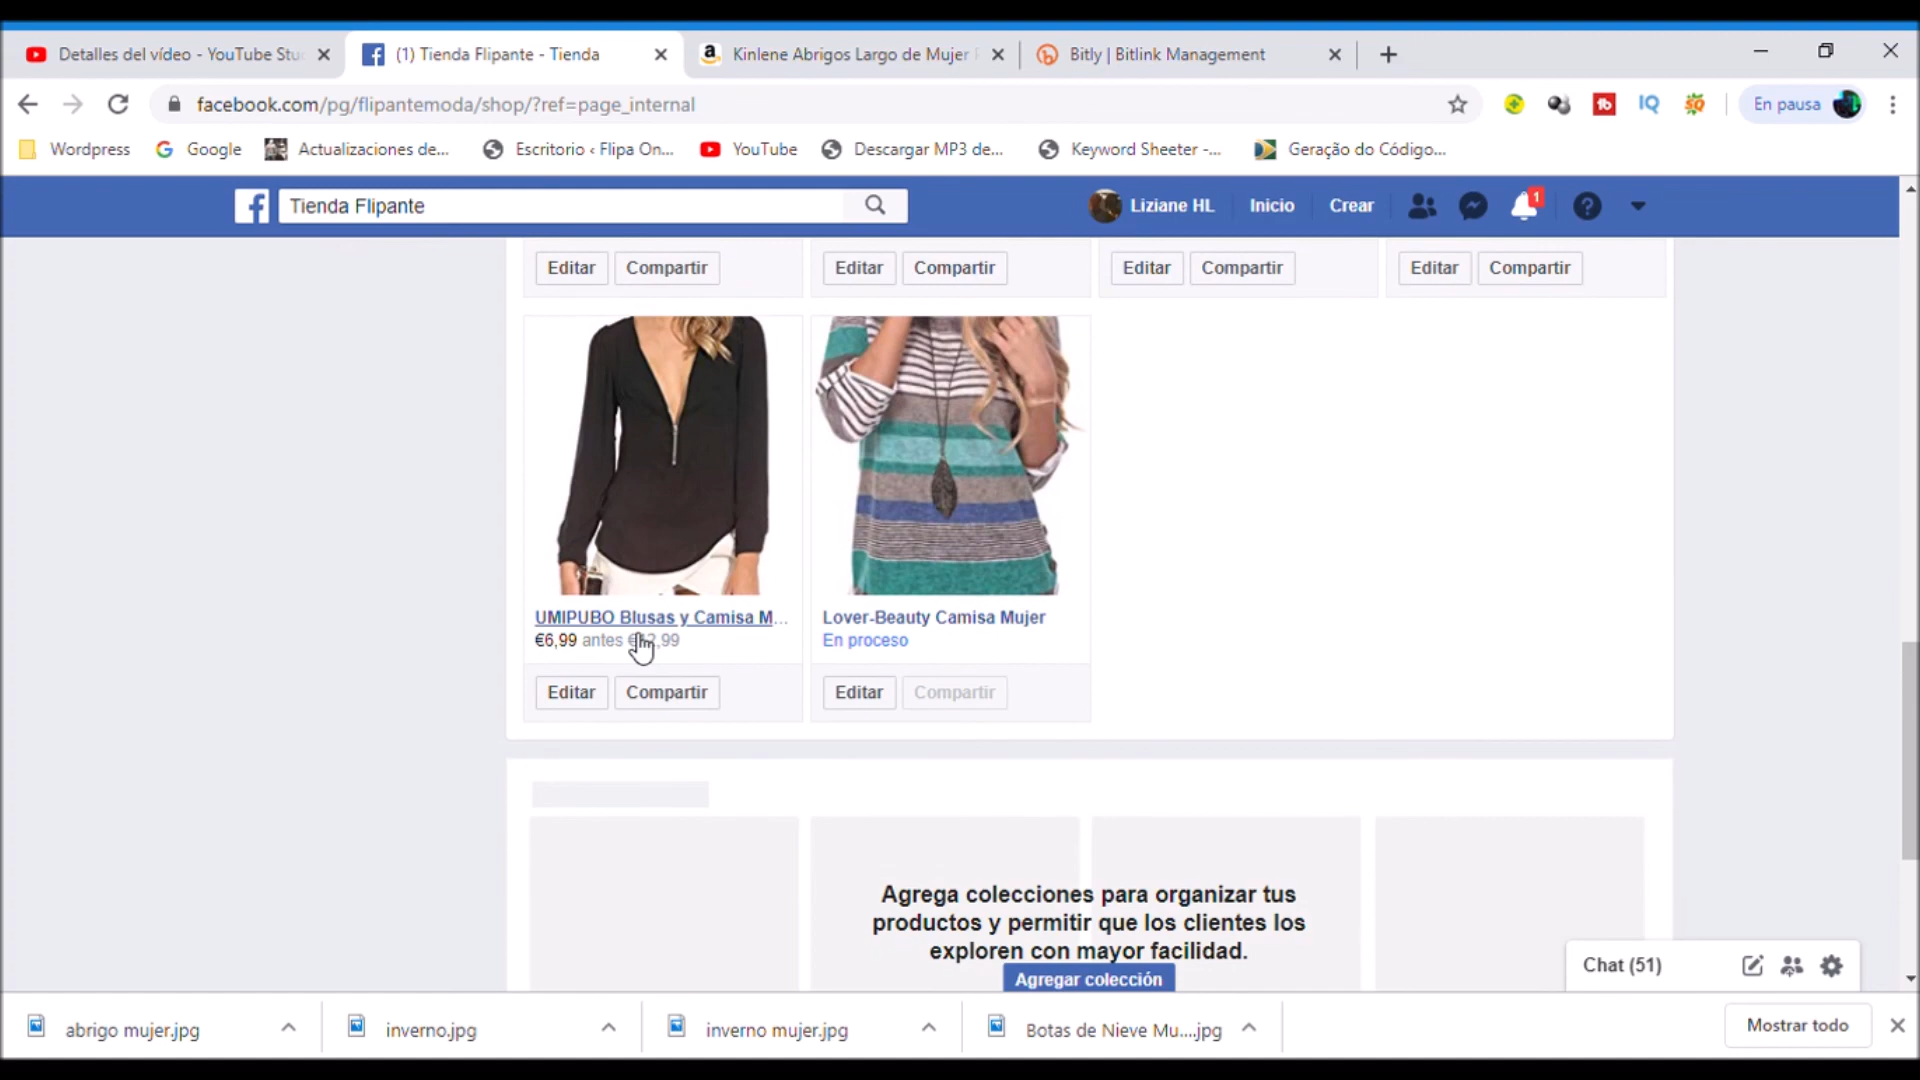 Detalles del vídeo - YouTube Stu
(1) Tienda Flipante - Tienda
Kinlene Abrigos Largo de Mujer
Bitly | Bitlink Management
facebook.com/pg/flipantemoda/shop/?ref=page_internal
En pausa
Wordpress
Google
Actualizaciones de...
Escritorio ‹ Flipa On...
YouTube
Descargar MP3 de...
Keyword Sheeter -...
Geração do Código...
Tienda Flipante
Liziane HL
Inicio
Crear
1
Editar Compartir
Editar Compartir
Editar Compartir
Editar Compartir
UMIPUBO Blusas y Camisa M...
€6,99 antes
Editar Compartir
Lover-Beauty Camisa Mujer
En proceso
Editar Compartir
Agrega colecciones para organizar tus
productos y permitir que los clientes los
exploren con mayor facilidad.
Agregar colección
Chat (51)
abrigo mujer.jpg
inverno.jpg
inverno mujer.jpg
Botas de Nieve Mu....jpg
Mostrar todo